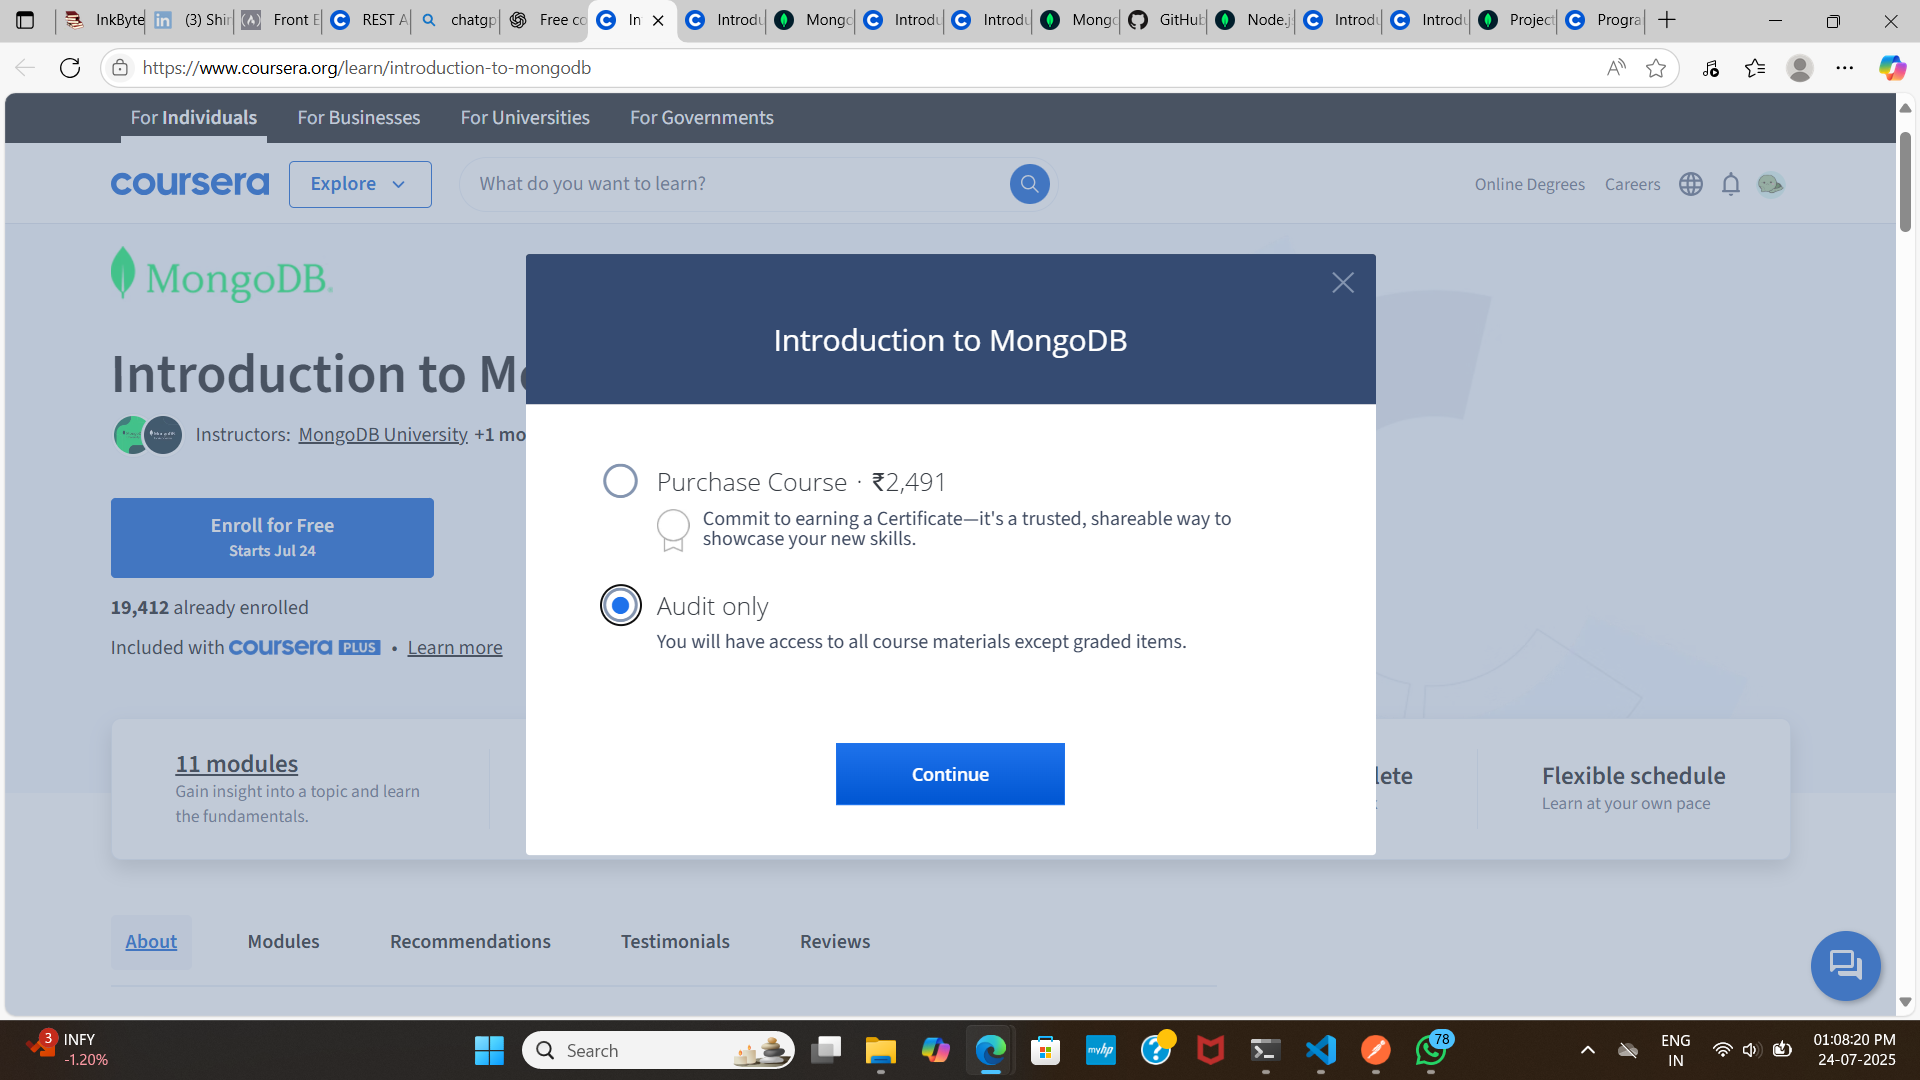 InkByte
(3) Shri
Front E
REST A
chatgp
Free co
In
Introdu
Mongo
Introdu
Introdu
Mongo
GitHub
Node.js
Introdu
Introdu
Project
Progra
https://www.coursera.org/learn/introduction-to-mongodb
For Individuals
For Businesses
For Universities
For Governments
coursera
Explore
What do you want to learn?
Online Degrees
Careers
MongoDB.
Introduction to Mo
Instructors: MongoDB University +1 mo
Enroll for Free
Starts Jul 24
19,412 already enrolled
Included with coursera PLUS • Learn more
Introduction to MongoDB
Purchase Course · ₹2,491
Commit to earning a Certificate—it's a trusted, shareable way to
showcase your new skills.
Audit only
You will have access to all course materials except graded items.
Continue
11 modules
Gain insight into a topic and learn
the fundamentals.
lete
Flexible schedule
Learn at your own pace
About
Modules
Recommendations
Testimonials
Reviews
3
INFY
-1.20%
Search
myhp
78
ENG
IN
01:08:20 PM
24-07-2025